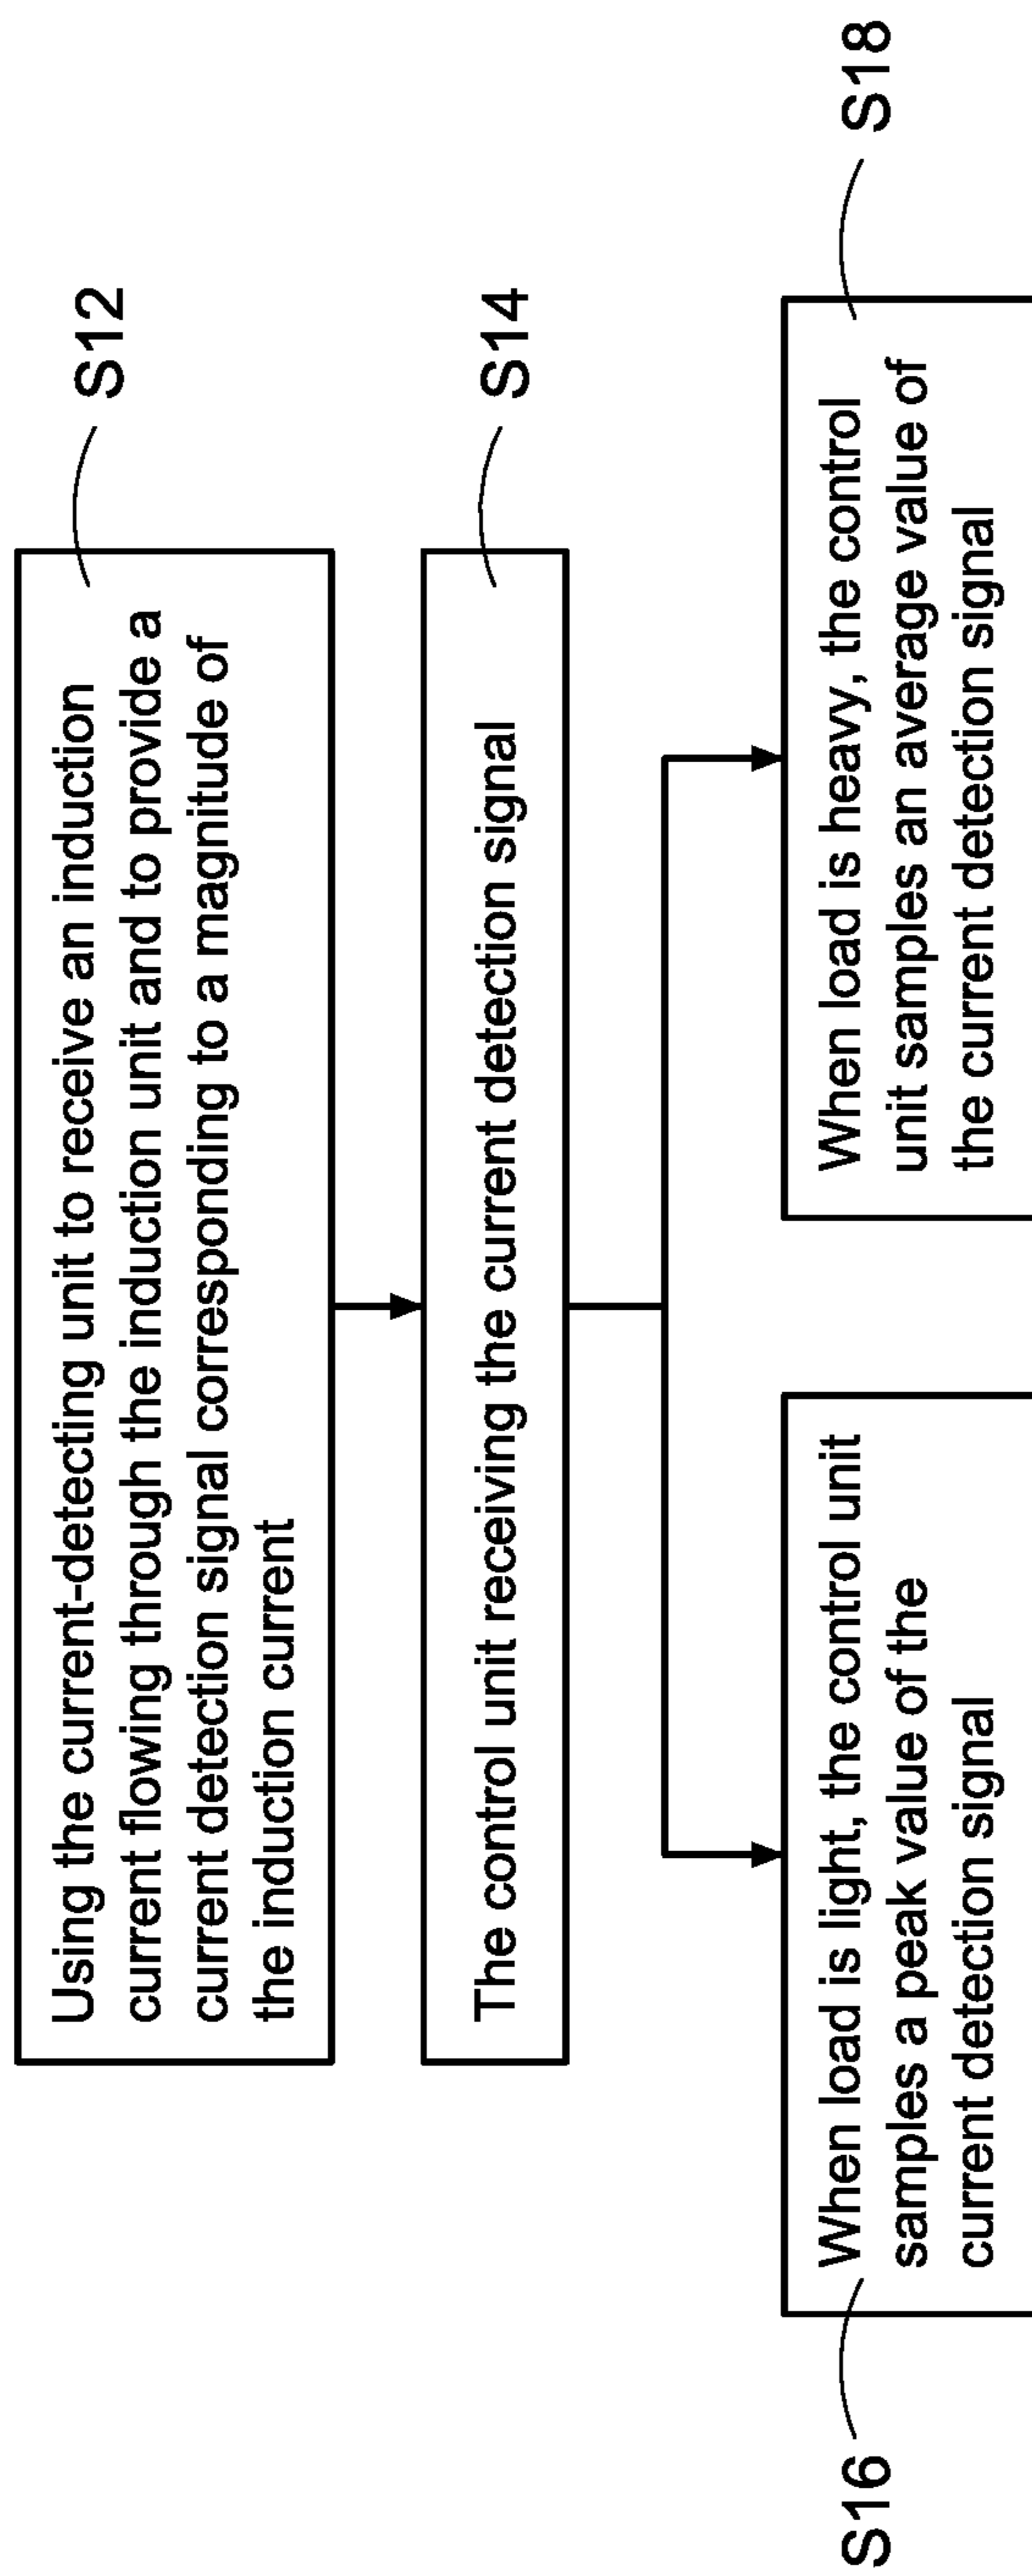 S12
Using the current-detecting unit to receive an induction
current flowing through the induction unit and to provide a
current detection signal corresponding to a magnitude of
the induction current
S14
The control unit receiving the current detection signal
S16
When load is light, the control unit
samples a peak value of the
current detection signal
S18
When load is heavy, the control
unit samples an average value of
the current detection signal